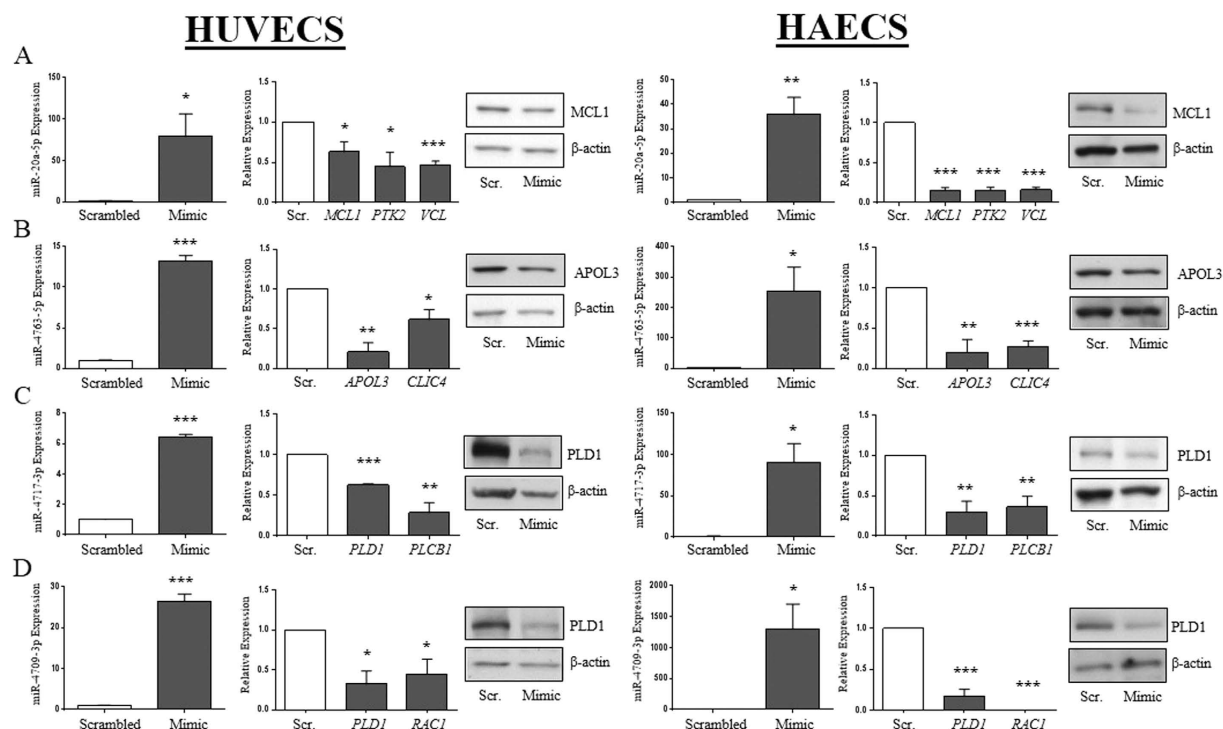 HUVECS
HAECS
A
miR-20a-5p Expression
150
100
50
0
*
Scrambled
Mimic
Relative Expression
1.5
1.0
0.5
0.0
*
*
***
Scr.
MCL1
PTK2
VCL
MCL1
β-actin
Scr.
Mimic
miR-20a-5p Expression
50
40
30
20
10
0
**
Scrambled
Mimic
Relative Expression
1.5
1.0
0.5
0.0
***
***
***
Scr.
MCL1
PTK2
VCL
MCL1
β-actin
Scr.
Mimic
B
miR-4763-5p Expression
15
10
5
0
***
Scrambled
Mimic
Relative Expression
1.5
1.0
0.5
0.0
**
*
Scr.
APOL3
CLIC4
APOL3
β-actin
Scr.
Mimic
miR-4763-5p Expression
400
300
200
100
0
*
Scrambled
Mimic
Relative Expression
1.5
1.0
0.5
0.0
**
***
Scr.
APOL3
CLIC4
APOL3
β-actin
Scr.
Mimic
C
miR-4717-3p Expression
8
6
4
2
0
***
Scrambled
Mimic
Relative Expression
1.5
1.0
0.5
0.0
***
**
Scr.
PLD1
PLCB1
PLD1
β-actin
Scr.
Mimic
miR-4717-3p Expression
150
100
50
0
*
Scrambled
Mimic
Relative Expression
1.5
1.0
0.5
0.0
**
**
Scr.
PLD1
PLCB1
PLD1
β-actin
Scr.
Mimic
D
miR-4709-3p Expression
30
20
10
0
***
Scrambled
Mimic
Relative Expression
1.5
1.0
0.5
0.0
*
*
Scr.
PLD1
RAC1
PLD1
β-actin
Scr.
Mimic
miR-4709-3p Expression
2000
1500
1000
500
0
*
Scrambled
Mimic
Relative Expression
1.5
1.0
0.5
0.0
***
***
Scr.
PLD1
RAC1
PLD1
β-actin
Scr.
Mimic